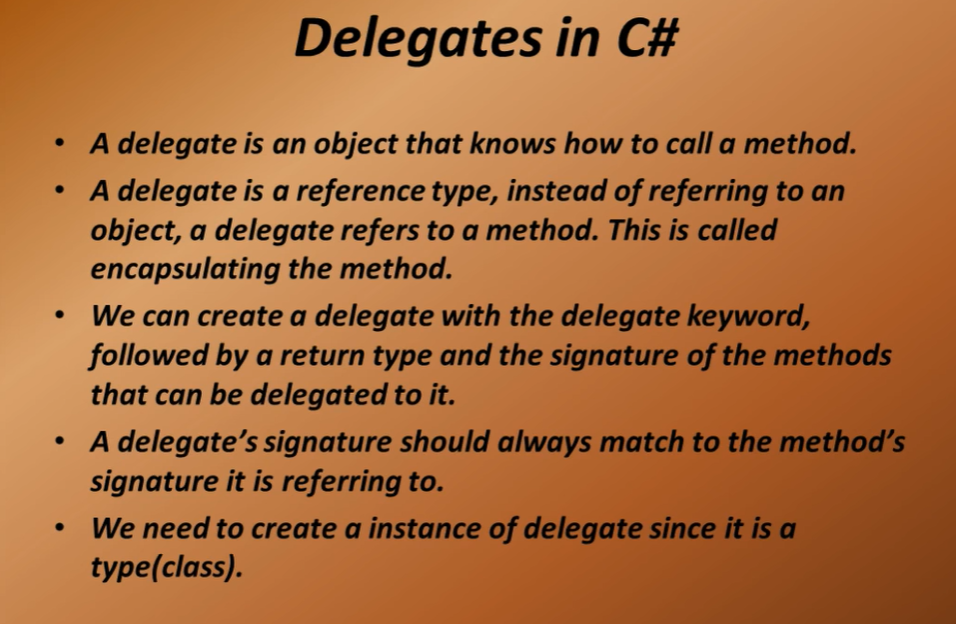 Delegates in C#
• A delegate is an object that knows how to call a method.
• A delegate is a reference type, instead of referring to an
object, a delegate refers to a method. This is called
encapsulating the method.
• We can create a delegate with the delegate keyword,
followed by a return type and the signature of the methods
that can be delegated to it.
• A delegate’s signature should always match to the method’s
signature it is referring to.
• We need to create a instance of delegate since it is a
type(class).